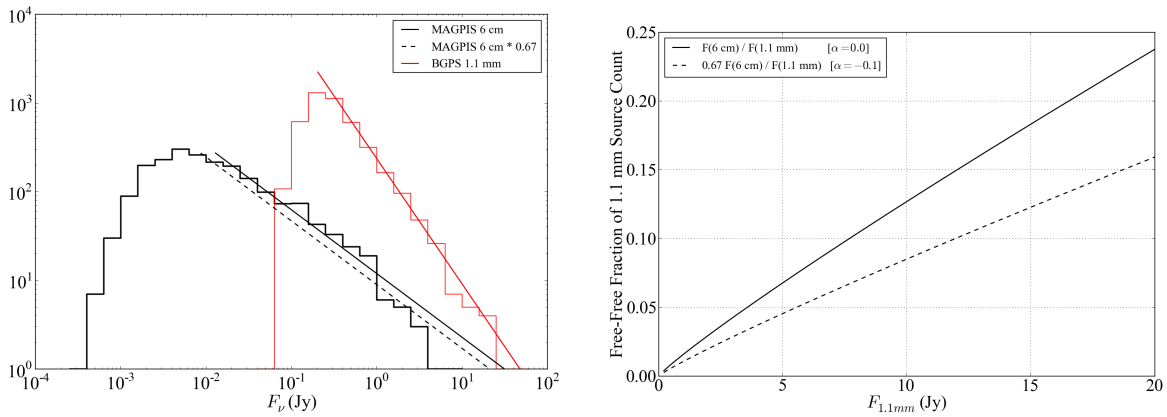 10^4
10^3
10^2
10^1
10^0
10^-4
10^-3
10^-2
10^-1
10^0
10^1
10^2
F_ν (Jy)
MAGPIS 6 cm
MAGPIS 6 cm * 0.67
BGPS 1.1 mm
Free-Free Fraction of 1.1 mm Source Count
0.25
0.20
0.15
0.10
0.05
0.00
0
5
10
15
20
F_1.1mm (Jy)
F(6 cm) / F(1.1 mm) [α=0.0]
0.67 F(6 cm) / F(1.1 mm) [α=−0.1]